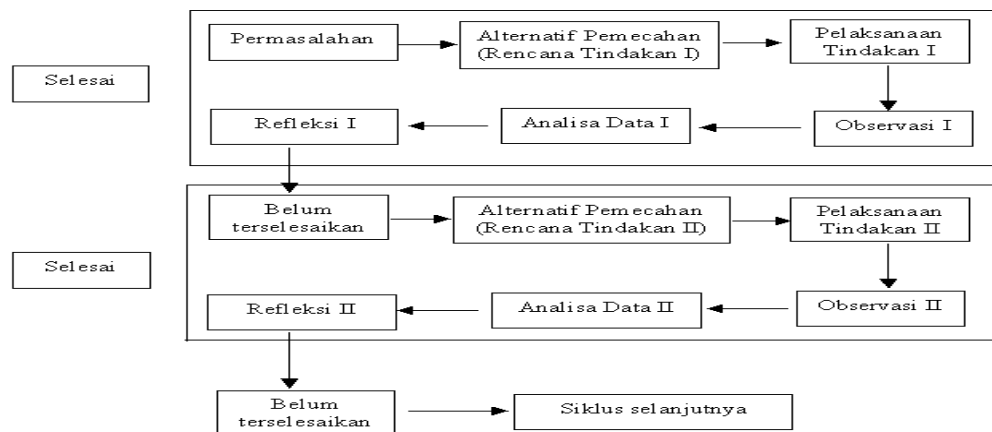 Permasalahan
Alternatif Pemecahan
(Rencana Tindakan I)
Pelaksanaan
Tindakan I
Selesai
Refleksi I
Analisa Data I
Observasi I
Belum
terselesaikan
Alternatif Pemecahan
(Rencana Tindakan II)
Pelaksanaan
Tindakan II
Selesai
Refleksi II
Analisa Data II
Observasi II
Belum
terselesaikan
Siklus selanjutnya